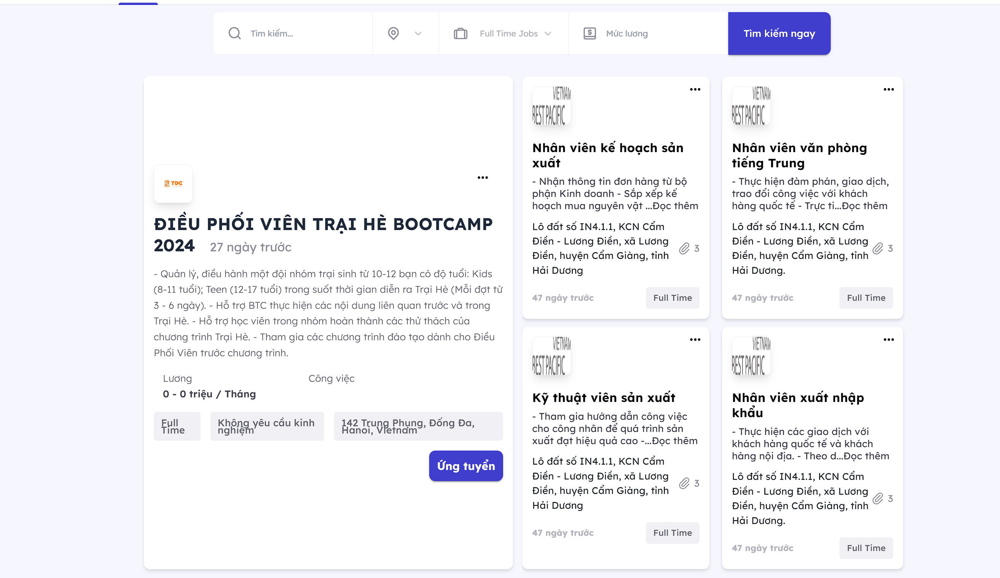 Tìm kiếm...
Full Time Jobs
Mức lương
Tìm kiếm ngay
TDC
ĐIỀU PHỐI VIÊN TRẠI HÈ BOOTCAMP
2024 27 ngày trước
- Quản lý, điều hành một đội nhóm trại sinh từ 10-12 bạn có độ tuổi: Kids
(8-11 tuổi); Teen (12-17 tuổi) trong suốt thời gian diễn ra Trại Hè (Mỗi đợt từ
3 - 6 ngày). - Hỗ trợ BTC thực hiện các nội dung liên quan trước và trong
Trại Hè. - Hỗ trợ học viên trong nhóm hoàn thành các thử thách của
chương trình Trại Hè. - Tham gia các chương trình đào tạo dành cho Điều
Phối Viên trước chương trình.
Lương
0 - 0 triệu / Tháng
Công việc
Full
Time
Không yêu cầu kinh
nghiệm
142 Trung Phụng, Đống Đa,
Hanoi, Vietnam
Ứng tuyển
VIETNAM
BEST PACIFIC
Nhân viên kế hoạch sản
xuất
- Nhận thông tin đơn hàng từ bộ
phận Kinh doanh - Sắp xếp kế
hoạch mua nguyên vật ...Đọc thêm
Lô đất số IN4.1.1, KCN Cẩm
Điền - Lương Điền, xã Lương
Điền, huyện Cẩm Giàng, tỉnh
Hải Dương
3
47 ngày trước
Full Time
VIETNAM
BEST PACIFIC
Nhân viên văn phòng
tiếng Trung
- Thực hiện đàm phán, giao dịch,
trao đổi công việc với khách
hàng quốc tế - Trực ti...Đọc thêm
Lô đất số IN4.1.1, KCN Cẩm
Điền - Lương Điền, xã Lương
Điền, huyện Cẩm Giàng, tỉnh
Hải Dương.
3
47 ngày trước
Full Time
VIETNAM
BEST PACIFIC
Kỹ thuật viên sản xuất
- Tham gia hướng dẫn công việc
cho công nhân để quá trình sản
xuất đạt hiệu quả cao -...Đọc thêm
Lô đất số IN4.1.1, KCN Cẩm
Điền - Lương Điền, xã Lương
Điền, huyện Cẩm Giàng, tỉnh
Hải Dương
3
47 ngày trước
Full Time
VIETNAM
BEST PACIFIC
Nhân viên xuất nhập
khẩu
- Thực hiện các giao dịch với
khách hàng quốc tế và khách
hàng nội địa. - Theo d...Đọc thêm
Lô đất số IN4.1.1, KCN Cẩm
Điền - Lương Điền, xã Lương
Điền, huyện Cẩm Giàng, tỉnh
Hải Dương.
3
47 ngày trước
Full Time